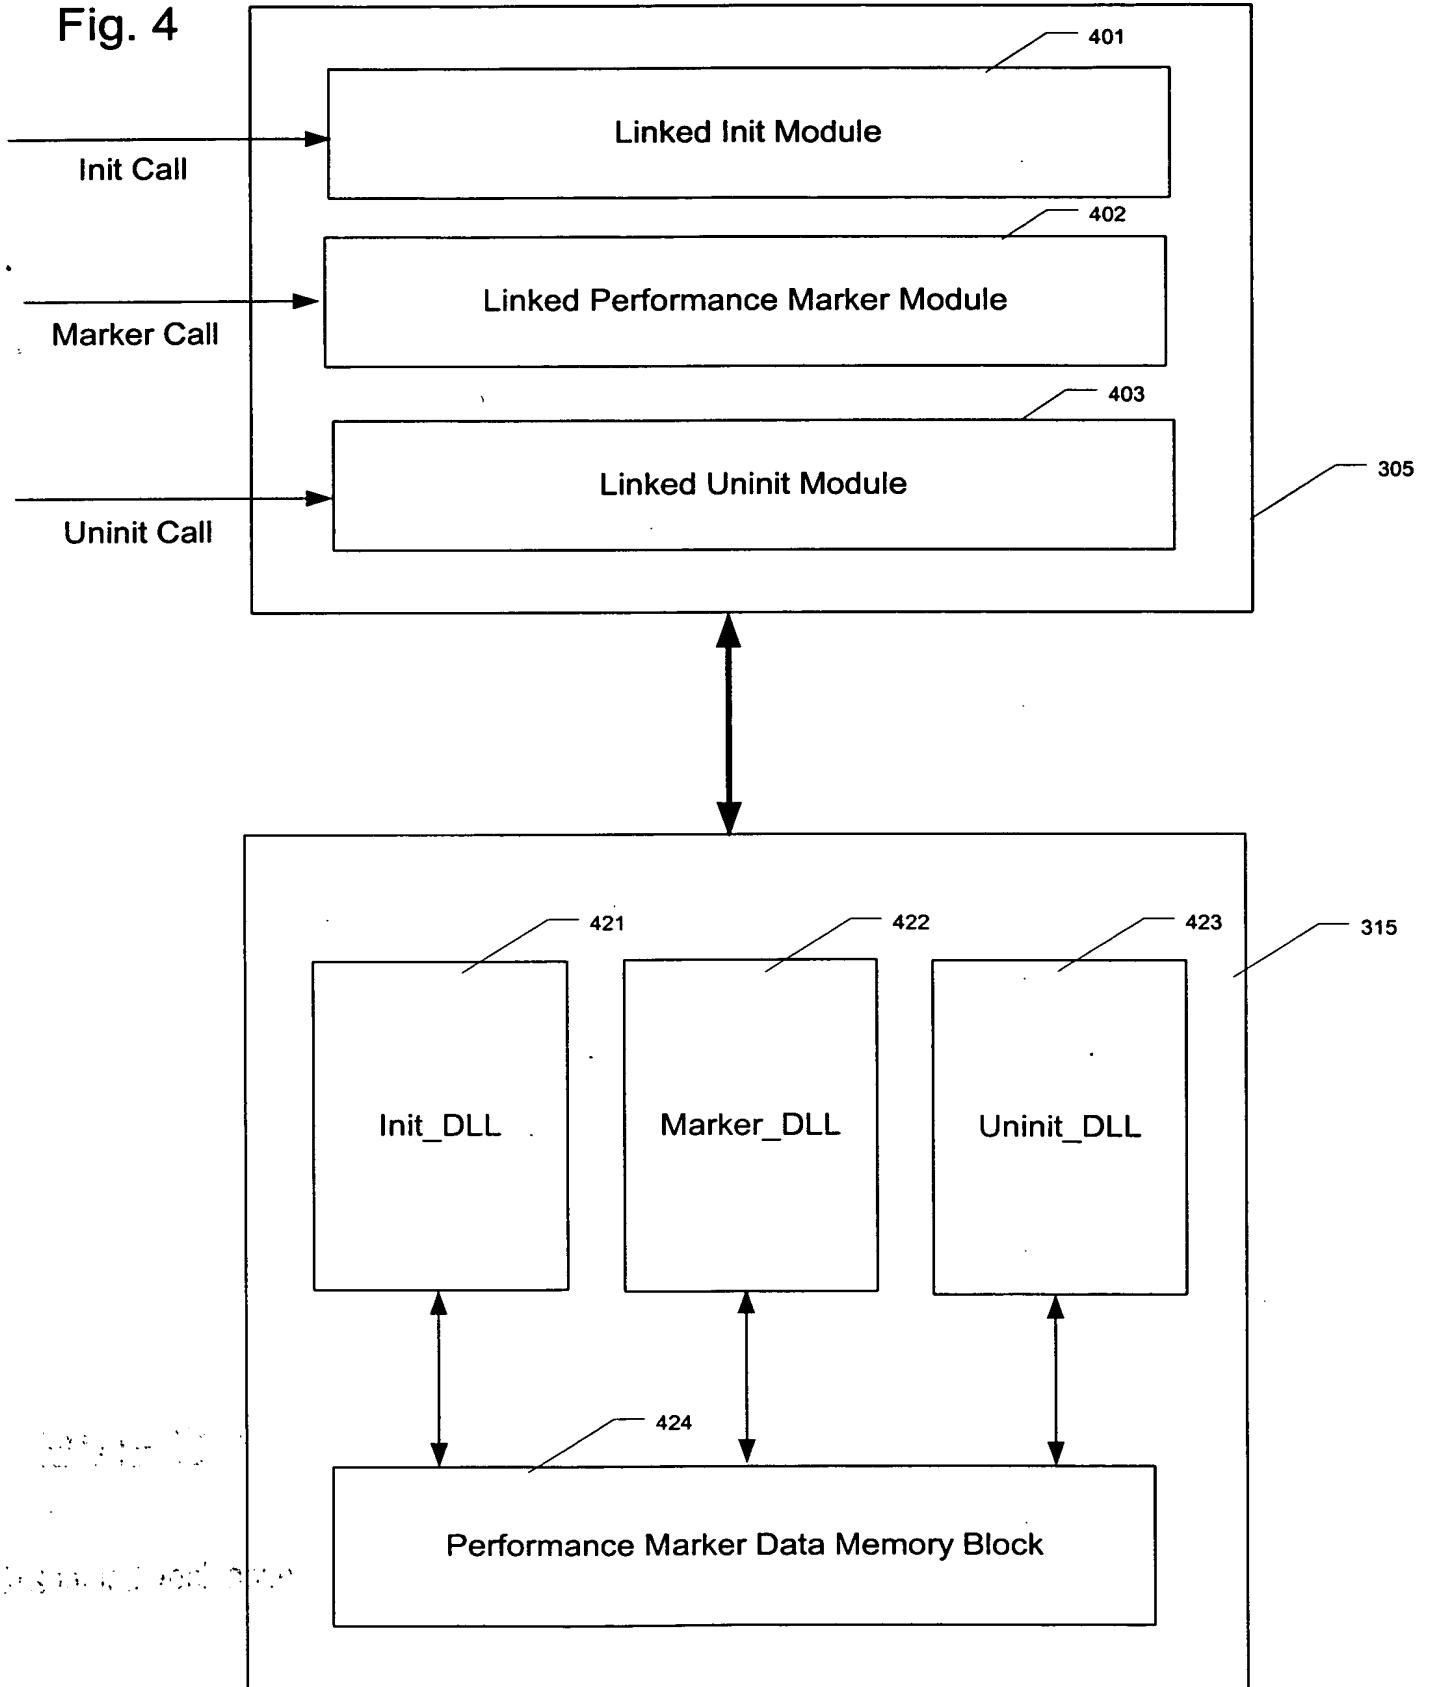 Fig. 4
401
Linked Init Module
Init Call
402
Linked Performance Marker Module
Marker Call
403
Linked Uninit Module
305
Uninit Call
421
422
423
315
Init_DLL
Marker_DLL
Uninit_DLL
424
Performance Marker Data Memory Block